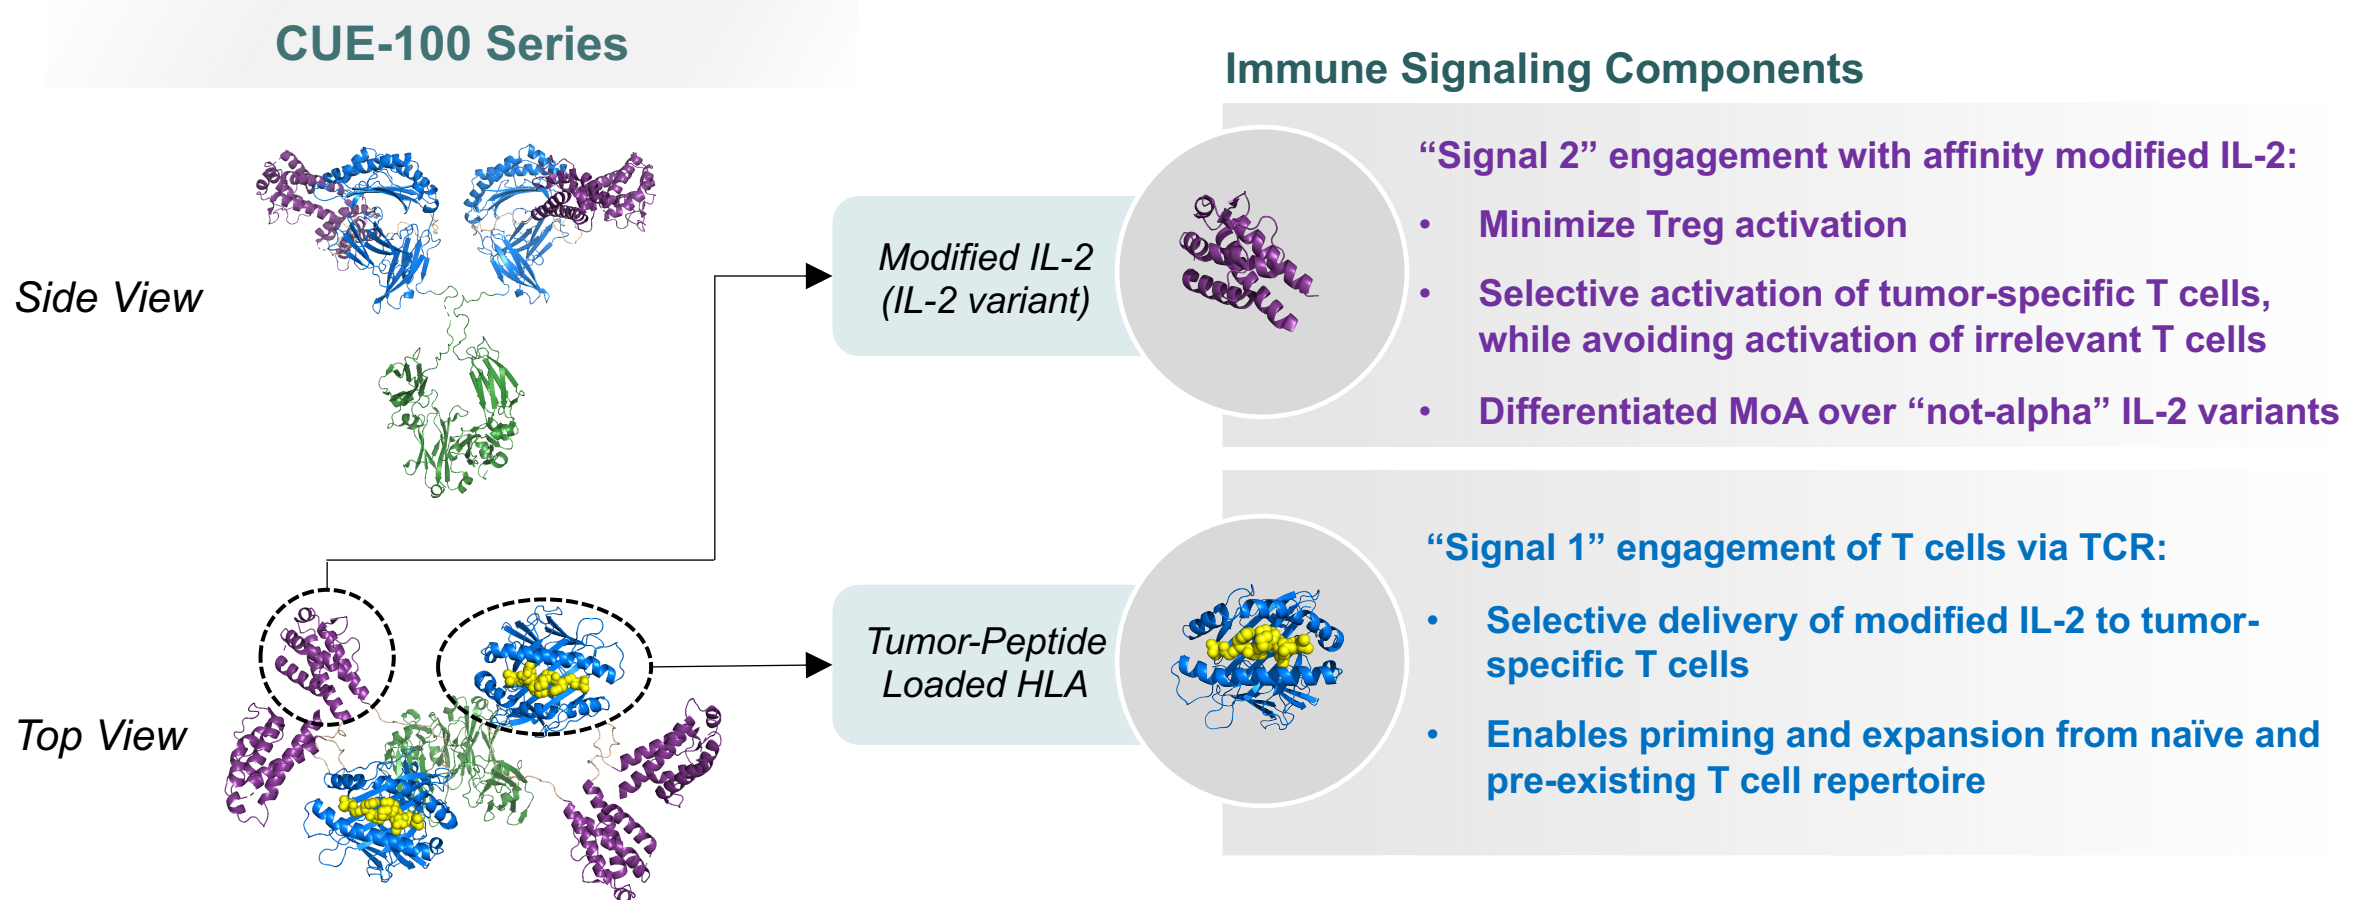 CUE-100 Series
Side View
Top View
Modified IL-2
(IL-2 variant)
Tumor-Peptide
Loaded HLA
Immune Signaling Components
“Signal 2” engagement with affinity modified IL-2:
• Minimize Treg activation
• Selective activation of tumor-specific T cells,
while avoiding activation of irrelevant T cells
• Differentiated MoA over “not-alpha” IL-2 variants
“Signal 1” engagement of T cells via TCR:
• Selective delivery of modified IL-2 to tumor-
specific T cells
• Enables priming and expansion from naïve and
pre-existing T cell repertoire